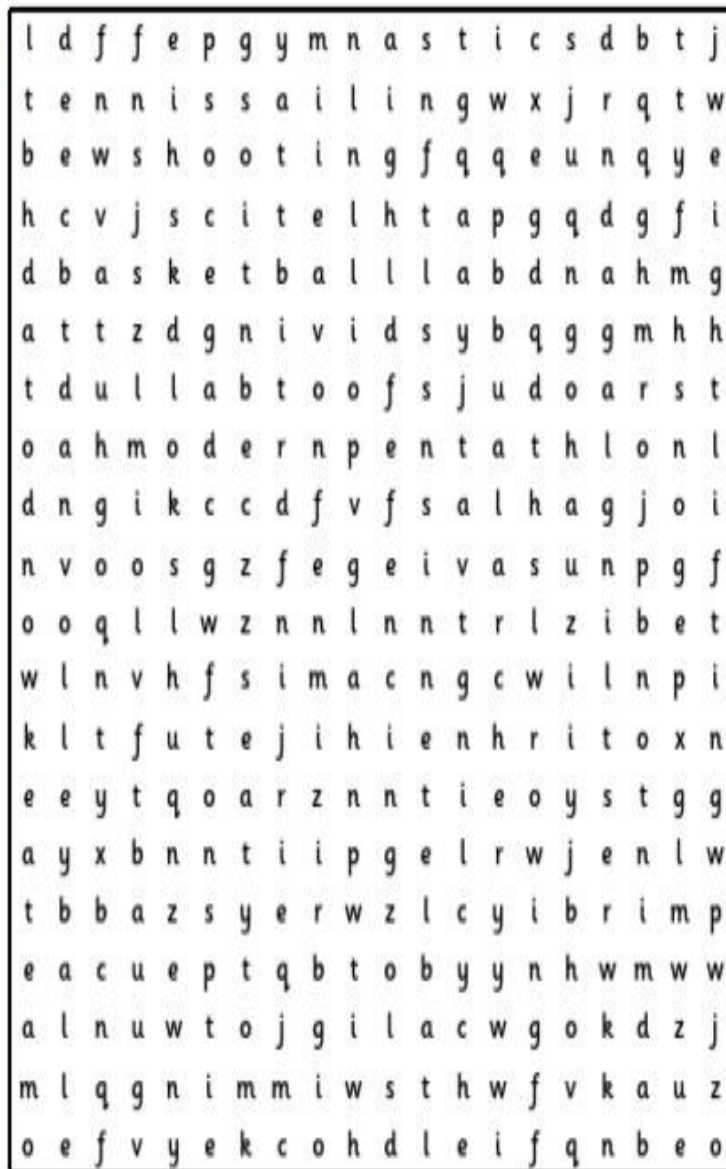 l d f f e p g y m n a s t i c s d b t j
t e n n i s s a i l i n g w x j r q t w
b e w s h o o t i n g f q q e u n q y e
h c v j s c i t e l h t a p g q d g f i
d b a s k e t b a l l l a b d n a h m g
a t t z d g n i v i d s y b q g g m h h
t d u l l a b t o o f s j u d o a r s t
o a h m o d e r n p e n t a t h l o n l
d n g i k c c d f v f s a l h a g j o i
n v o o s g z f e g e i v a s u n p g f
o o q l l w z n n l n n t r l z i b e t
w l n v h f s i m a c n g c w i l n p i
k l t f u t e j i h i e n h r i t o x n
e e y t q o a r z n n t i e o y s t g g
a y x b n n t i i p g e l r w j e n l w
t b b a z s y e r w z l c y i b r i m p
e a c u e p t q b t o b y y n h w m w w
a l n u w t o j g i l a c w g o k d z j
m l q g n i m m i w s t h w f v k a u z
o e f v y e k c o h d l e i f q n b e o